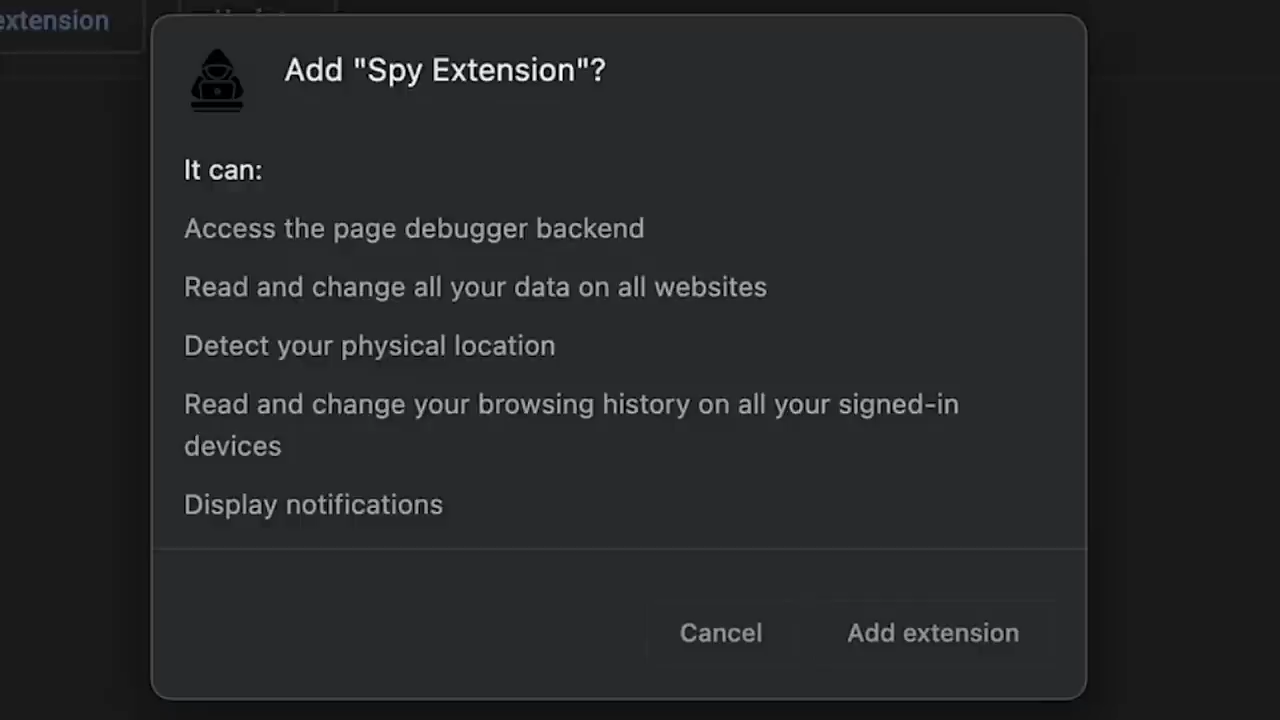 extension
Add "Spy Extension"?
It can:
Access the page debugger backend
Read and change all your data on all websites
Detect your physical location
Read and change your browsing history on all your signed-in
devices
Display notifications
Cancel
Add extension